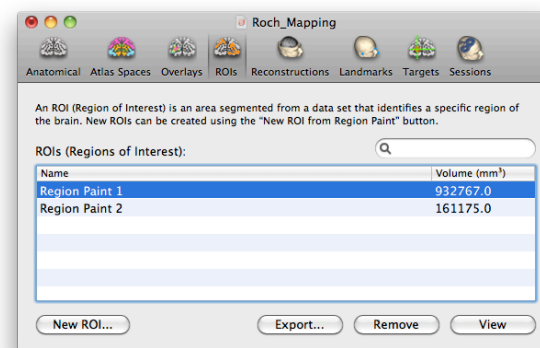 Roch_Mapping
Anatomical Atlas Spaces Overlays ROIs Reconstructions Landmarks Targets Sessions
An ROI (Region of Interest) is an area segmented from a data set that identifies a specific region of
the brain. New ROIs can be created using the “New ROI from Region Paint” button.
ROIs (Regions of Interest):
Name Volume (mm³)
Region Paint 1 932767.0
Region Paint 2 161175.0
New ROI... Export... Remove View